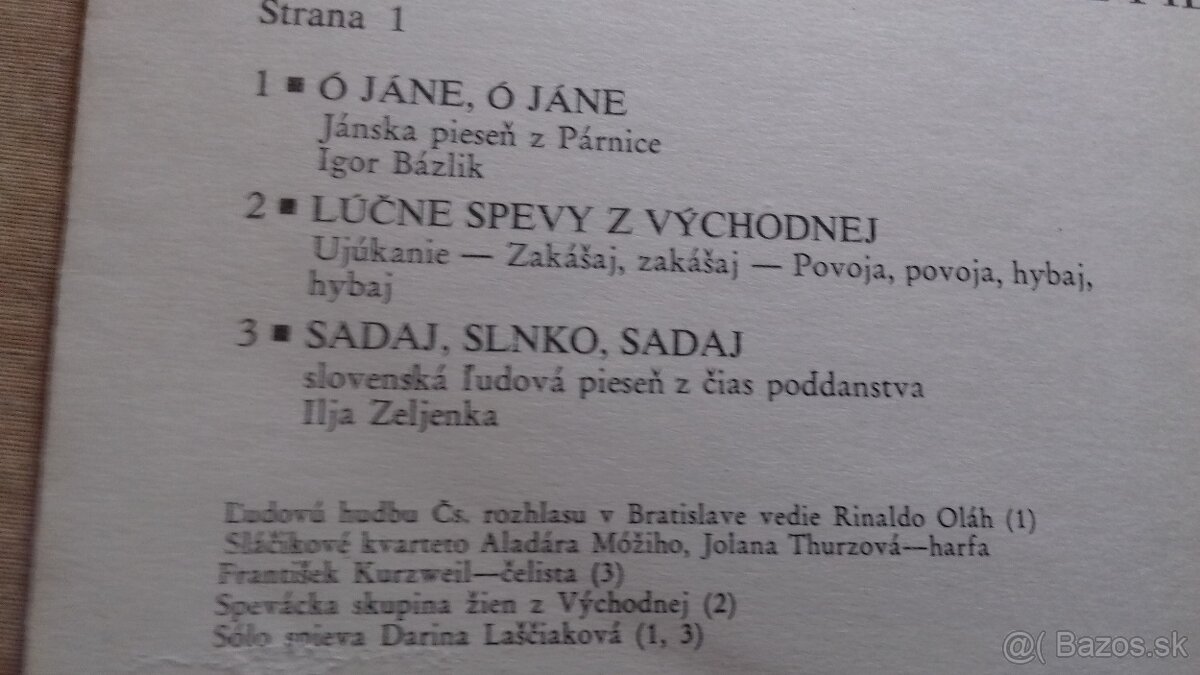 Strana 1
1 ■ Ó JÁNE, Ó JÁNE
Jánska pieseň z Párnice
Igor Bázlik
2 ■ LÚČNE SPEVY Z VÝCHODNEJ
Ujúkanie — Zakášaj, zakášaj — Povoja, povoja, hybaj,
hybaj
3 ■ SADAJ, SLNKO, SADAJ
slovenská ľudová pieseň z čias poddanstva
Ilja Zeljenka
Ľudovú hudbu Čs. rozhlasu v Bratislave vedie Rinaldo Oláh (1)
Sláčikové kvarteto Aladára Móžiho, Jolana Thurzová—harfa
František Kurzweil—čelista (3)
Spevácka skupina žien z Východnej (2)
Sólo spieva Darina Laščiaková (1, 3)
@( Bazos.sk